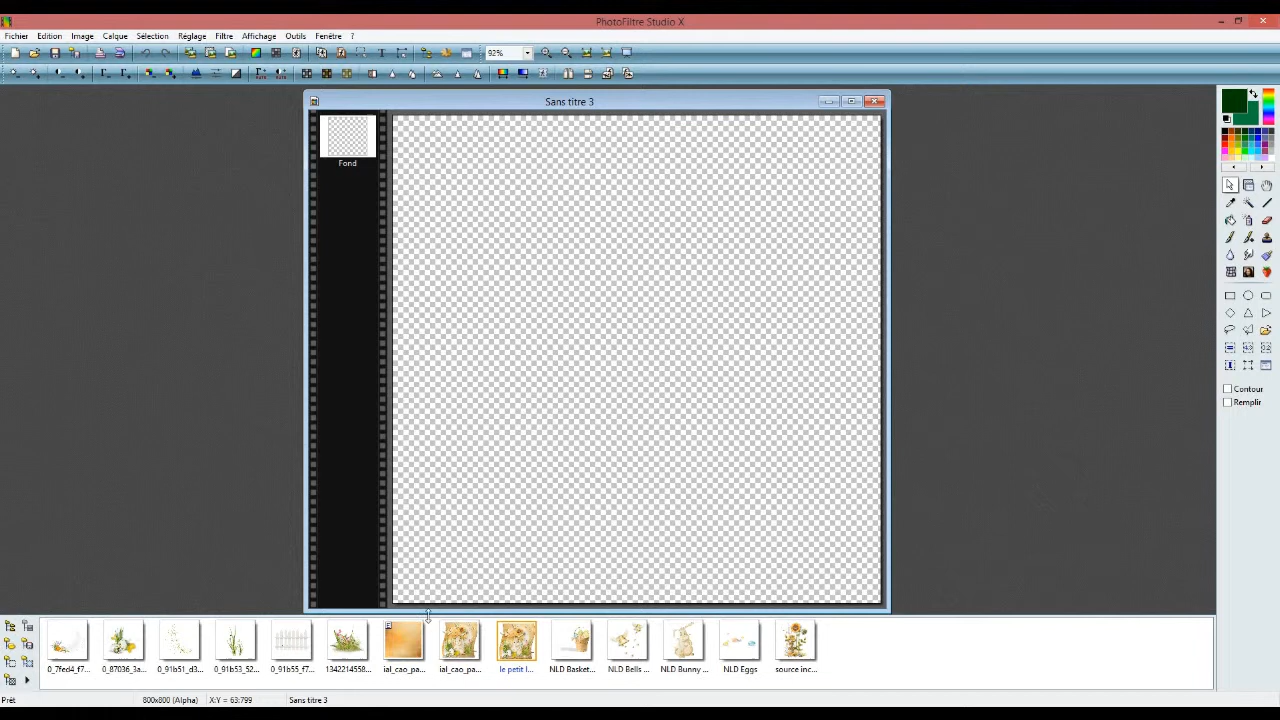 PhotoFiltre Studio X
Fichier Edition Image Calque Sélection Réglage Filtre Affichage Outils Fenêtre ?
92%
Sans titre 3
Fond
Contour
Remplir
0_7fed4_f7... 0_87036_3a... 0_91b51_d3... 0_91b53_52... 0_91b55_f7... 1342214558... ial_cao_pa... ial_cao_pa... le petit l... NLD Basket... NLD Bells ... NLD Bunny ... NLD Eggs source inc...
Prêt 800x800 (Alpha) X:Y= 63:799 Sans titre 3